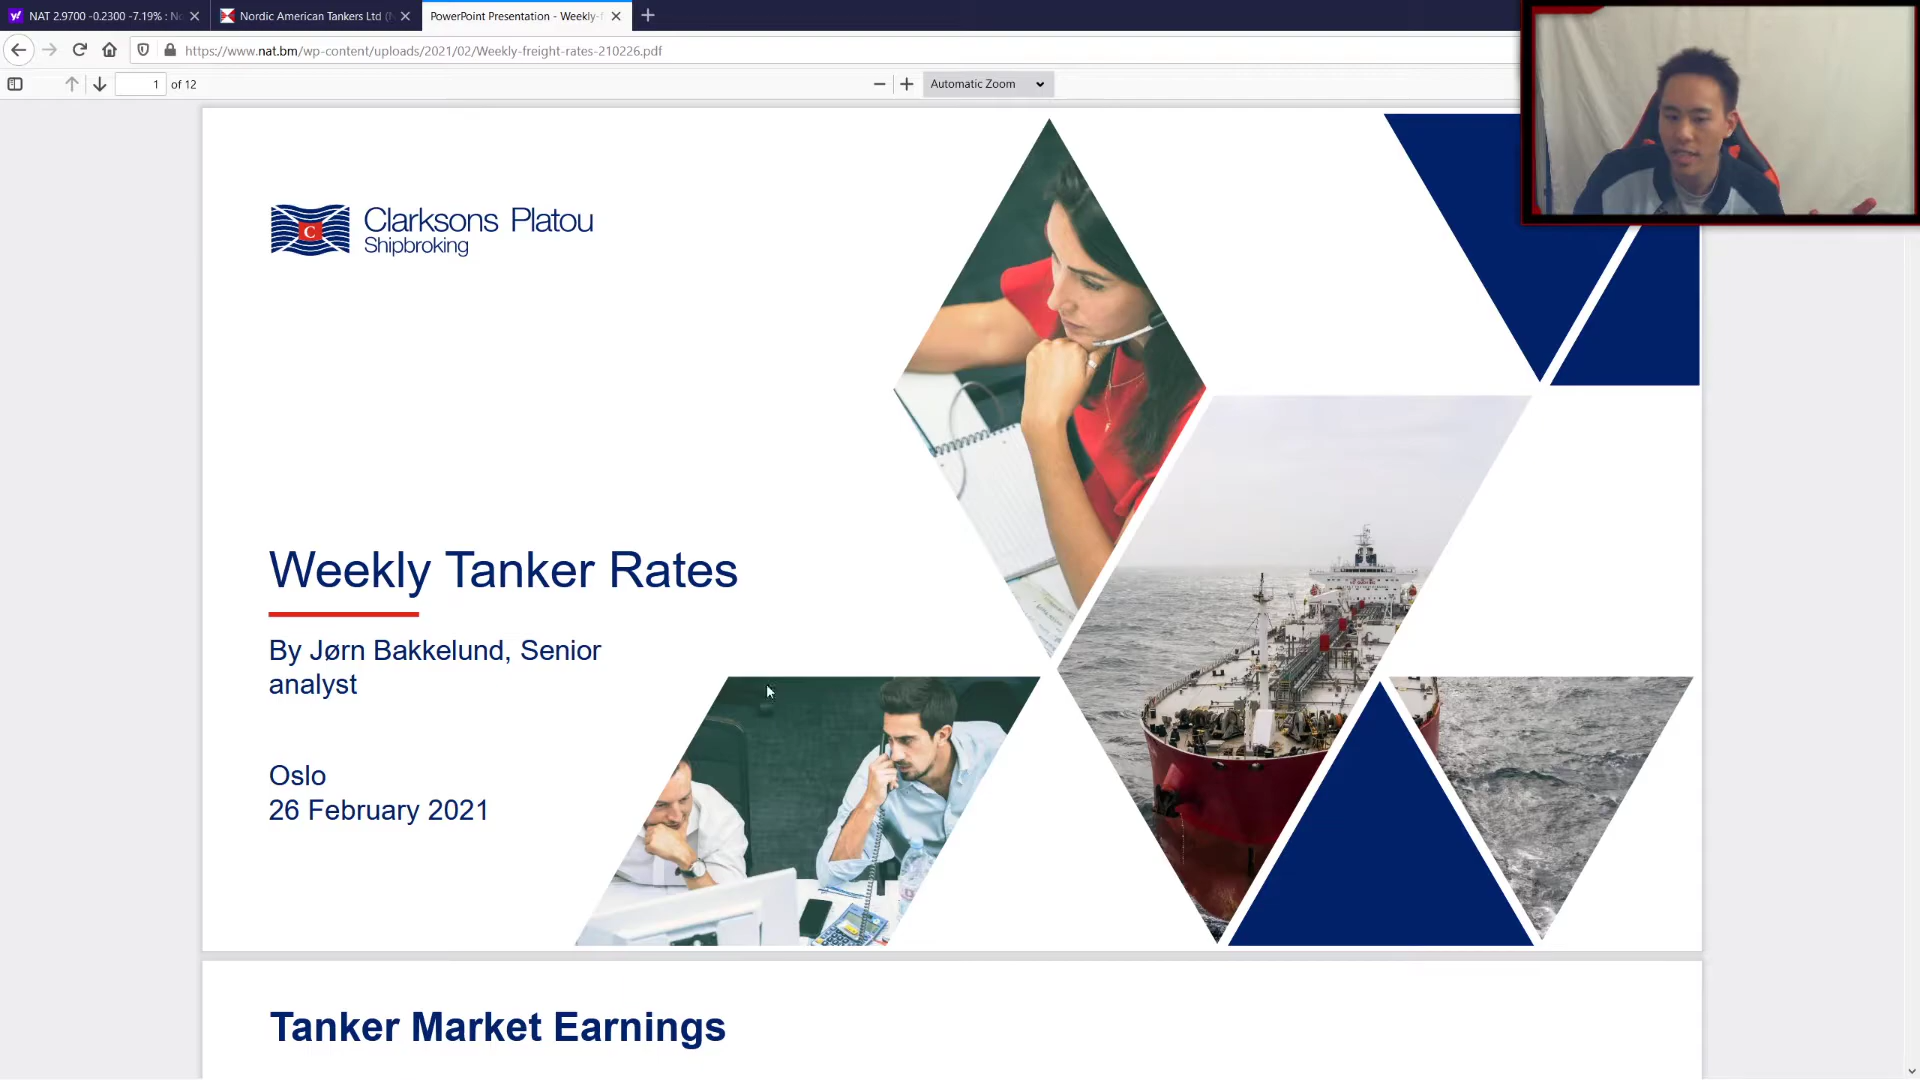 NAT 2.9700 -0.2300 -7.19% : No
Nordic American Tankers Ltd (N
PowerPoint Presentation - Weekly-f
https://www.nat.bm/wp-content/uploads/2021/02/Weekly-freight-rates-210226.pdf
1 of 12
Automatic Zoom
C
Clarksons Platou
Shipbroking
Weekly Tanker Rates
By Jørn Bakkelund, Senior
analyst
Oslo
26 February 2021
Tanker Market Earnings